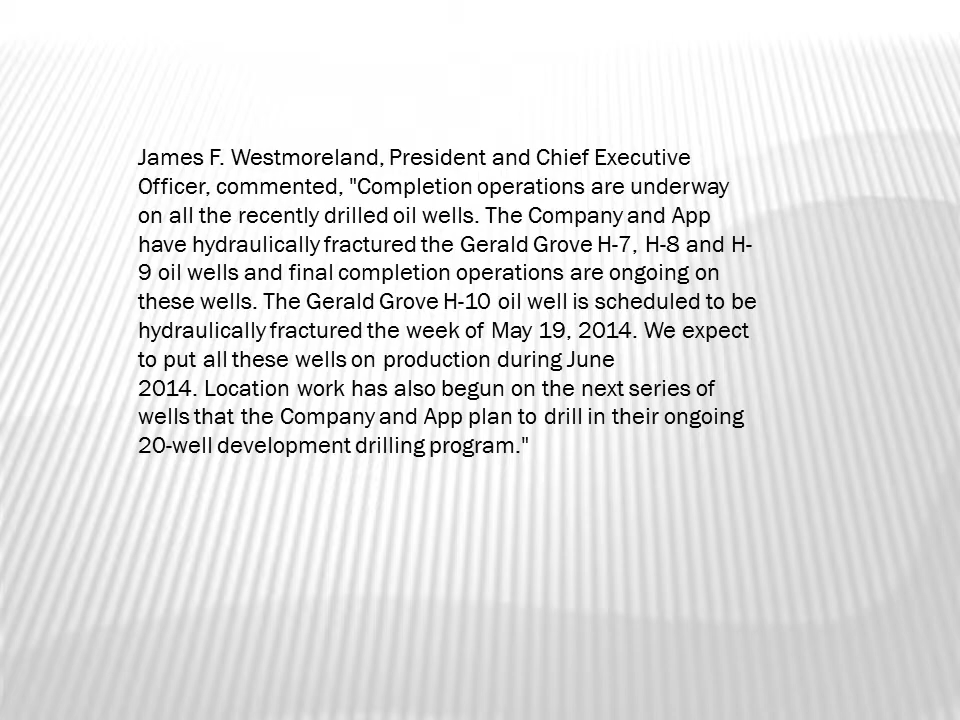 James F. Westmoreland, President and Chief Executive
Officer, commented, "Completion operations are underway
on all the recently drilled oil wells. The Company and App
have hydraulically fractured the Gerald Grove H-7, H-8 and H-
9 oil wells and final completion operations are ongoing on
these wells. The Gerald Grove H-10 oil well is scheduled to be
hydraulically fractured the week of May 19, 2014. We expect
to put all these wells on production during June
2014. Location work has also begun on the next series of
wells that the Company and App plan to drill in their ongoing
20-well development drilling program."